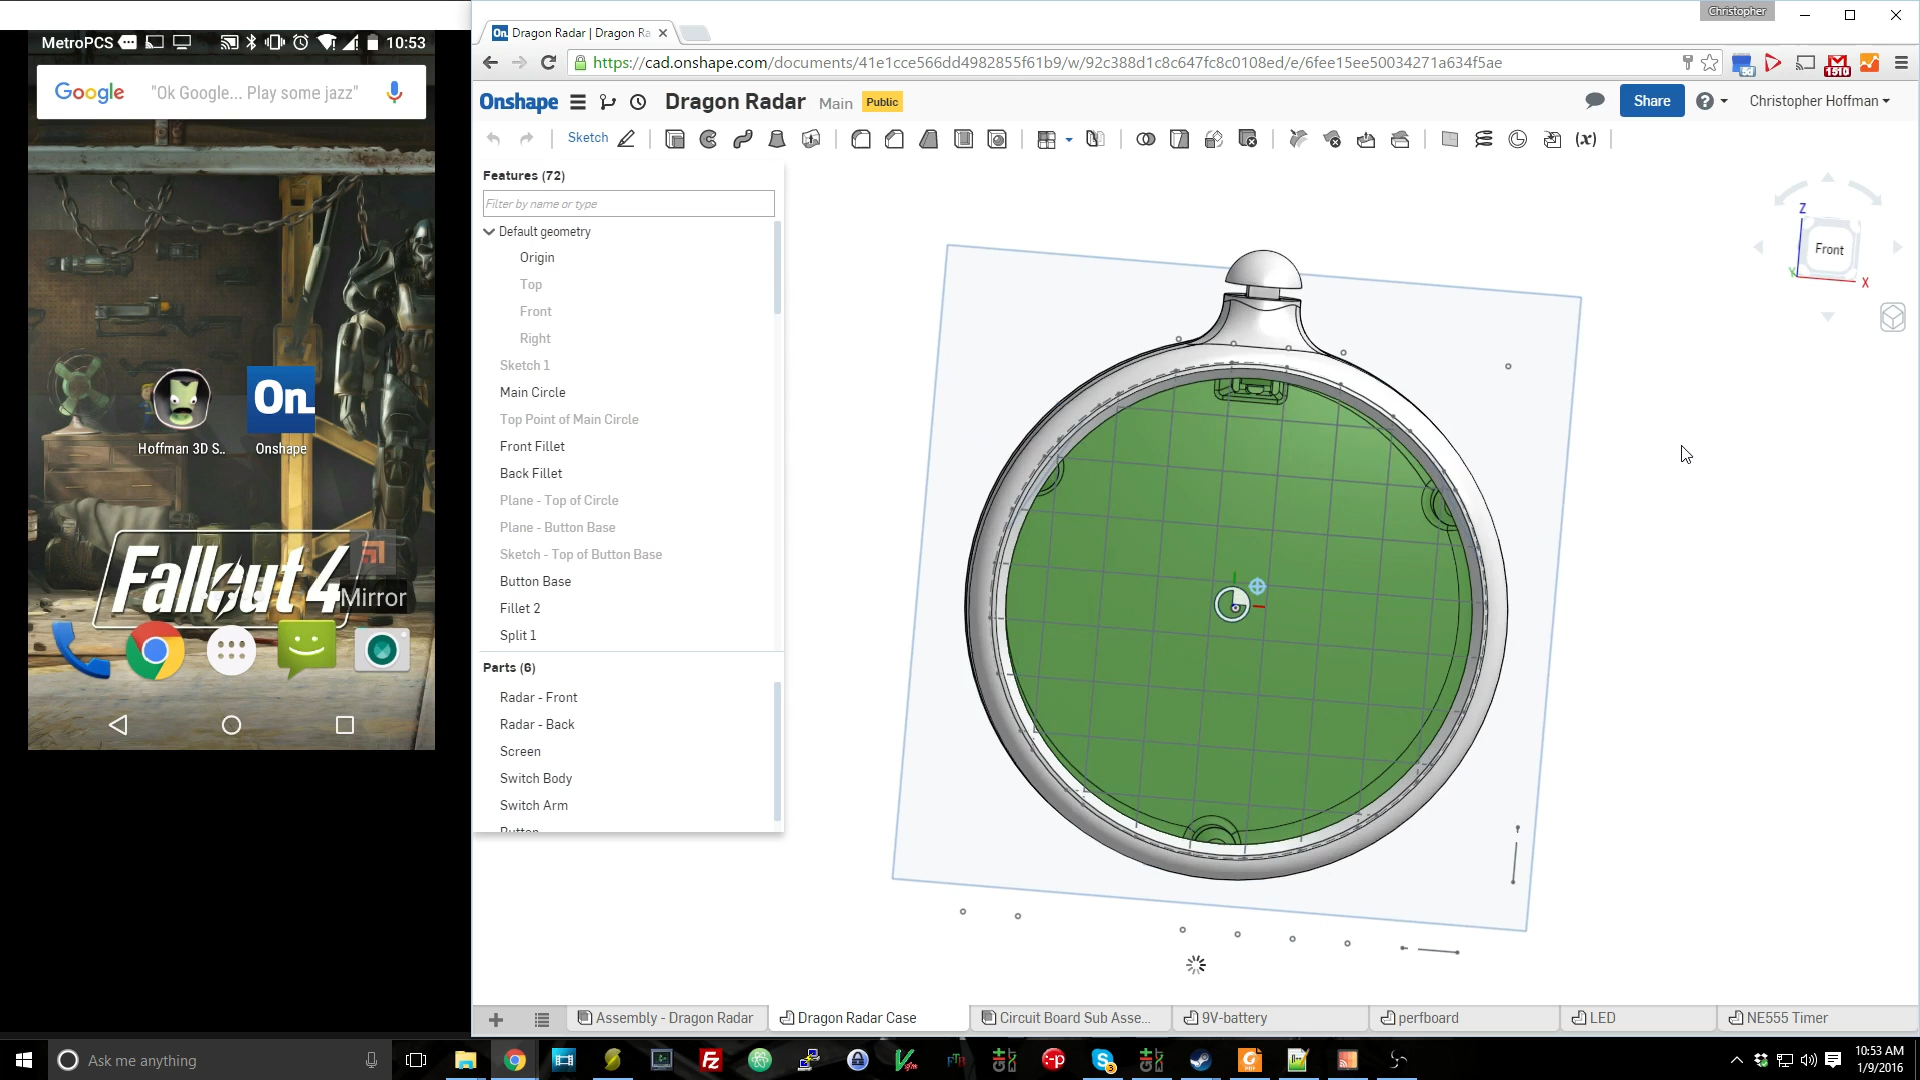 MetroPCS
10:53
Google
"Ok Google... Play some jazz"
Hoffman 3D S..
On
Onshape
Fallout 4
Mirror
Christopher
On Dragon Radar | Dragon Ra
https://cad.onshape.com/documents/41e1cce566dd4982855f61b9/w/92c388d1c8c647fc8c0108ed/e/6fee15ee50034271a634f5ae
5d
1510
Onshape
Dragon Radar
Main
Public
Share
Christopher Hoffman
Sketch
(x)
Features (72)
Filter by name or type
Default geometry
Origin
Top
Front
Right
Sketch 1
Main Circle
Top Point of Main Circle
Front Fillet
Back Fillet
Plane - Top of Circle
Plane - Button Base
Sketch - Top of Button Base
Button Base
Fillet 2
Split 1
Parts (6)
Radar - Front
Radar - Back
Screen
Switch Body
Switch Arm
Button
Z
Front
Y
X
Assembly - Dragon Radar
Dragon Radar Case
Circuit Board Sub Asse...
9V-battery
perfboard
LED
NE555 Timer
Ask me anything
10:53 AM
1/9/2016